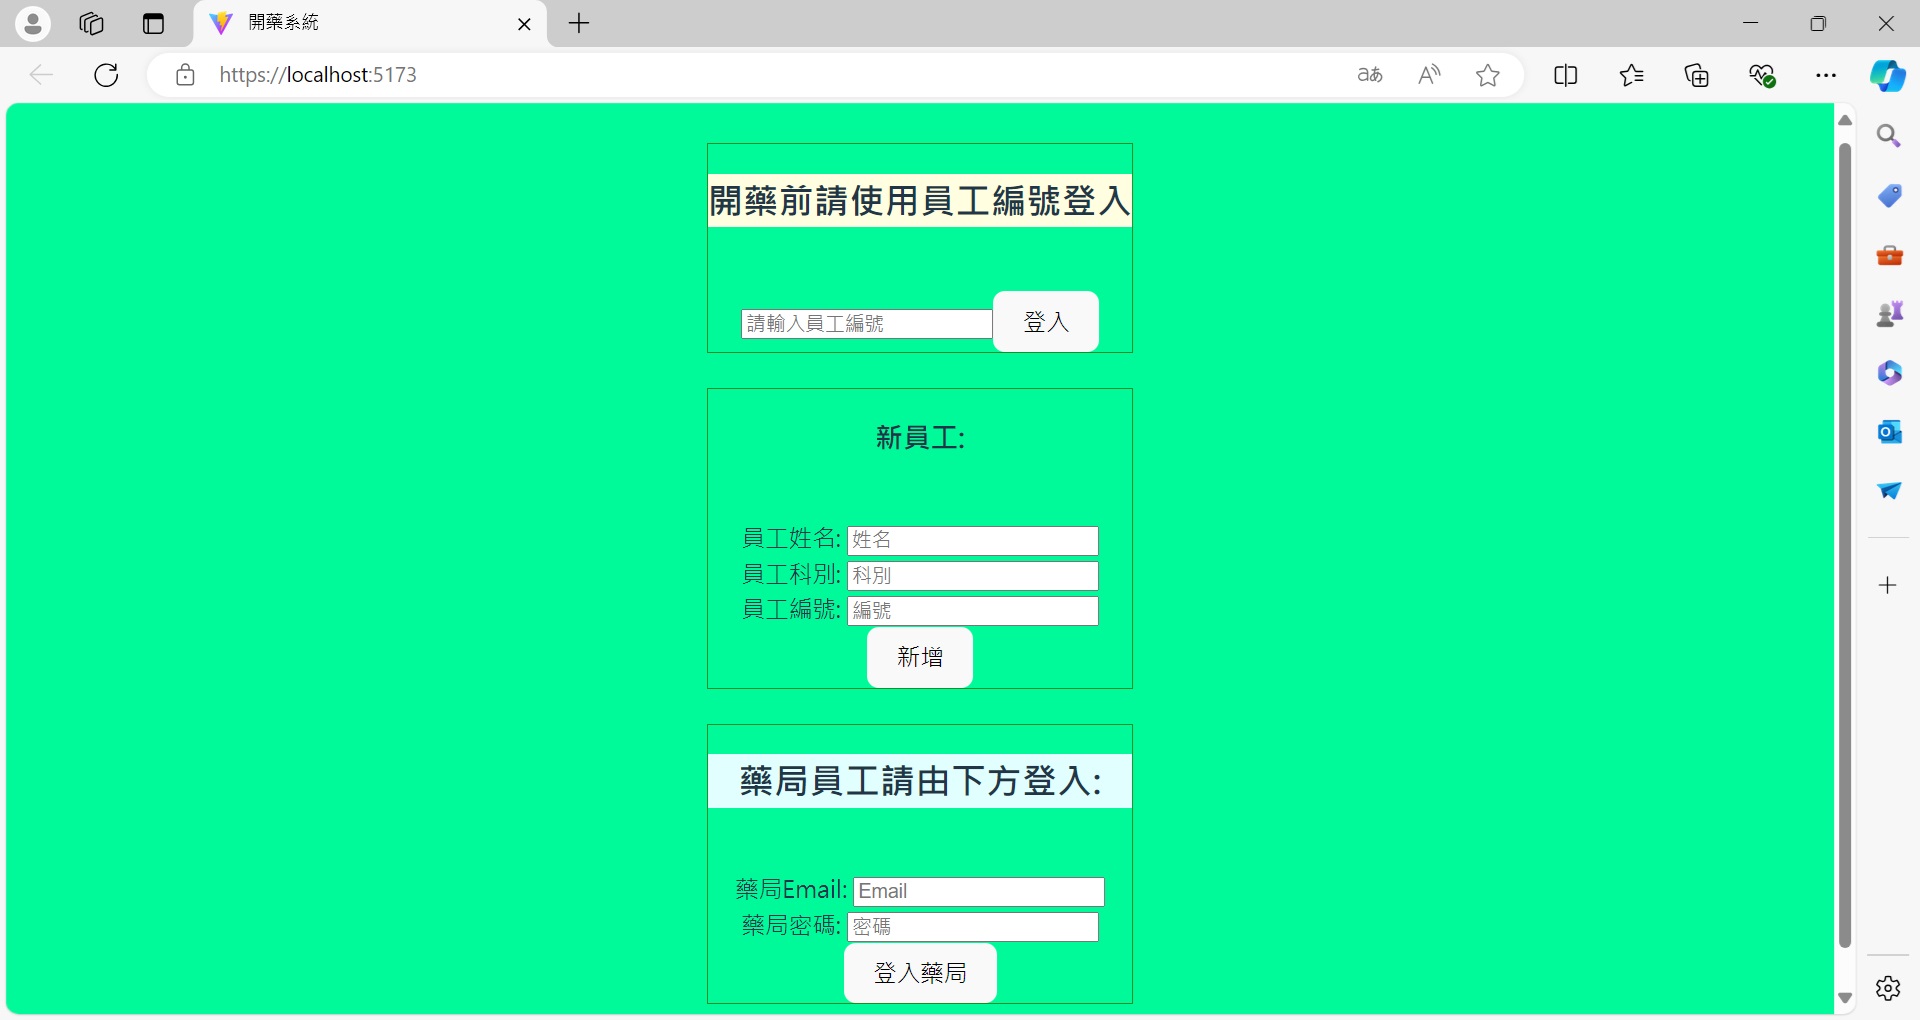 開藥系統
https://localhost:5173
開藥前請使用員工編號登入
請輸入員工編號 登入
新員工:
員工姓名: 姓名
員工科別: 科別
員工編號: 編號
新增
藥局員工請由下方登入:
藥局Email: Email
藥局密碼: 密碼
登入藥局